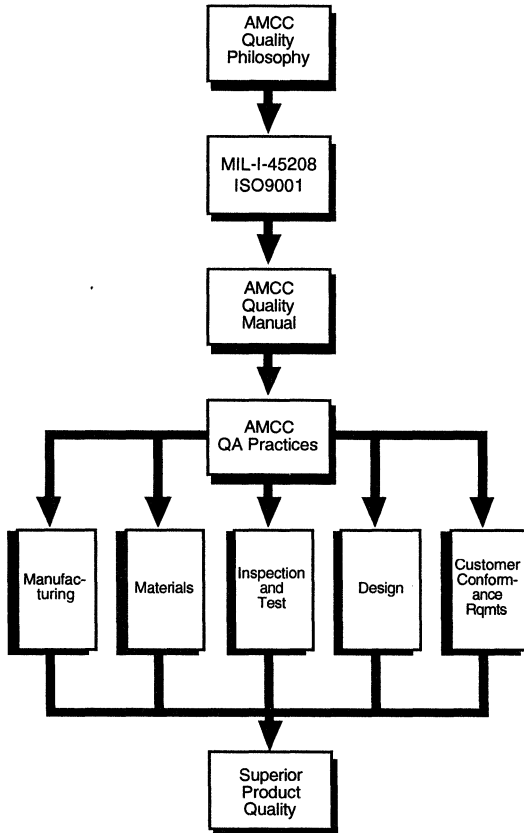 AMCC
Quality
Philosophy
MIL-I-45208
ISO9001
AMCC
Quality
Manual
AMCC
QA Practices
Manufac-
turing
Materials
Inspection
and
Test
Design
Customer
Conform-
ance
Rqmts
Superior
Product
Quality